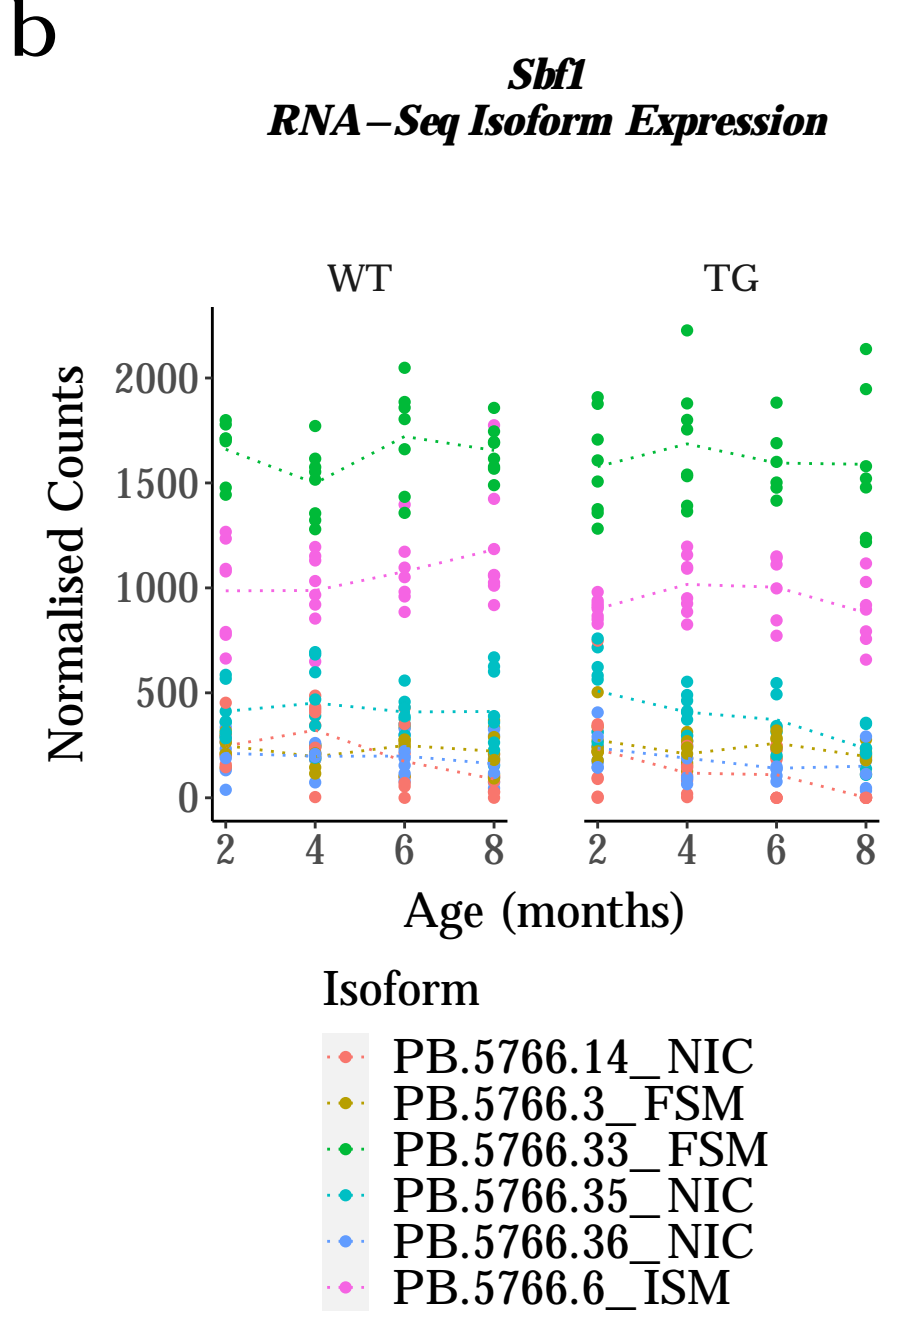 b
Sbf1
RNA–Seq Isoform Expression
WT
TG
Normalised Counts
2000
1500
1000
500
0
2 4 6 8
2 4 6 8
Age (months)
Isoform
PB.5766.14_NIC
PB.5766.3_FSM
PB.5766.33_FSM
PB.5766.35_NIC
PB.5766.36_NIC
PB.5766.6_ISM